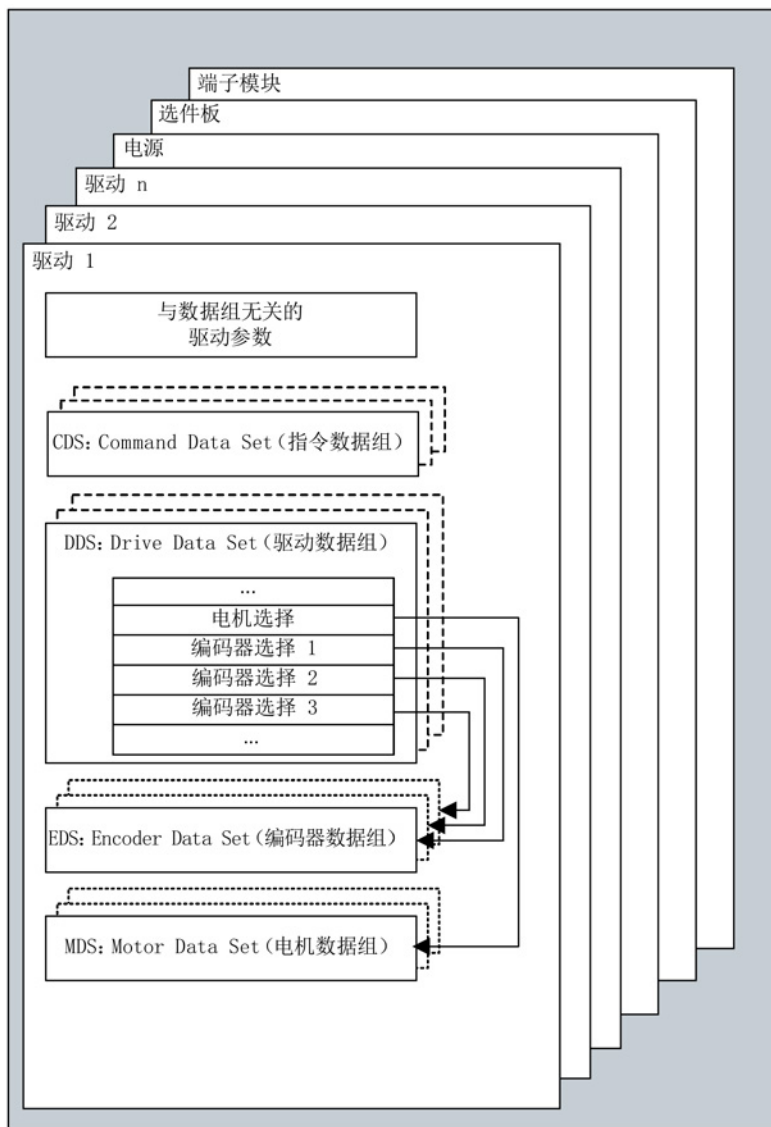 端子模块
选件板
电源
驱动 n
驱动 2
驱动 1
与数据组无关的
驱动参数
CDS: Command Data Set(指令数据组)
DDS: Drive Data Set(驱动数据组)
...
电机选择
编码器选择 1
编码器选择 2
编码器选择 3
...
EDS: Encoder Data Set(编码器数据组)
MDS: Motor Data Set(电机数据组)